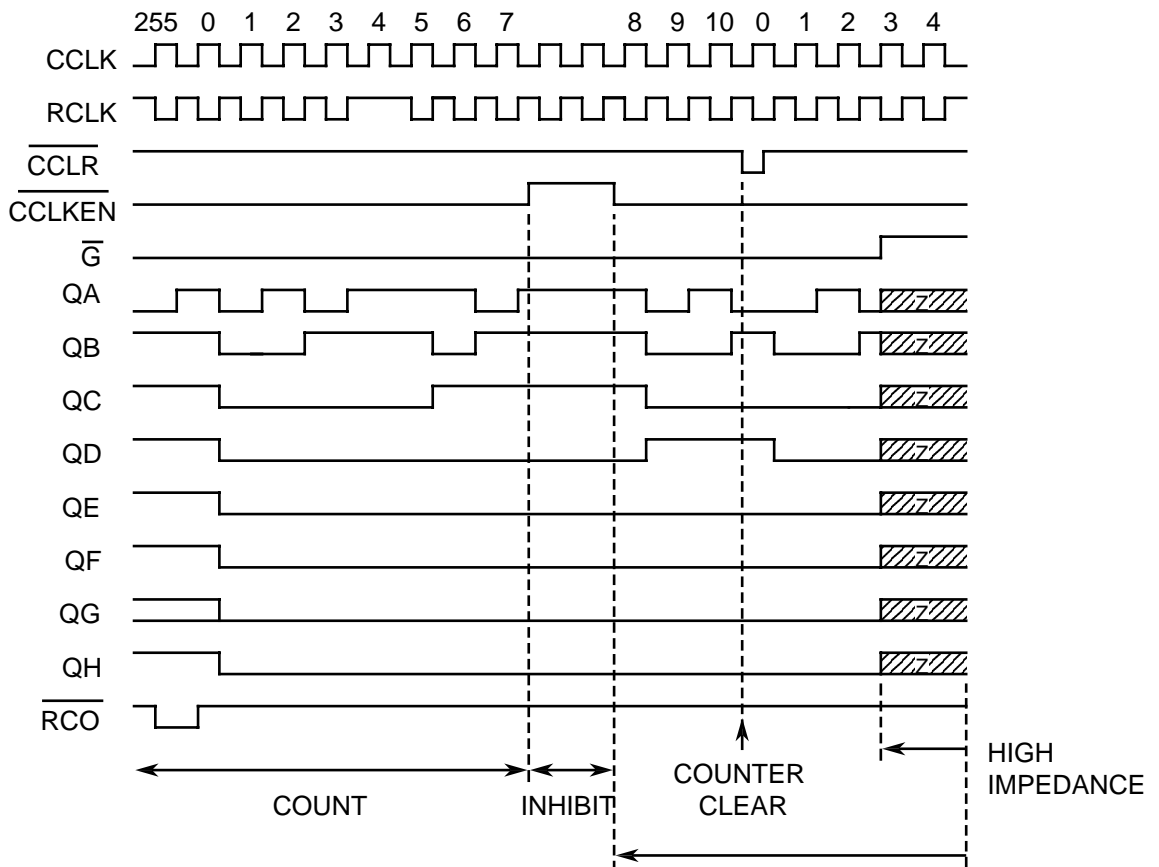 255 0 1 2 3 4 5 6 7 8 9 10 0 1 2 3 4
CCLK
RCLK
CCLR
CCLKEN
G
QA Z
QB Z
QC Z
QD Z
QE Z
QF Z
QG Z
QH Z
RCO
COUNT
INHIBIT
COUNTER
CLEAR
HIGH
IMPEDANCE